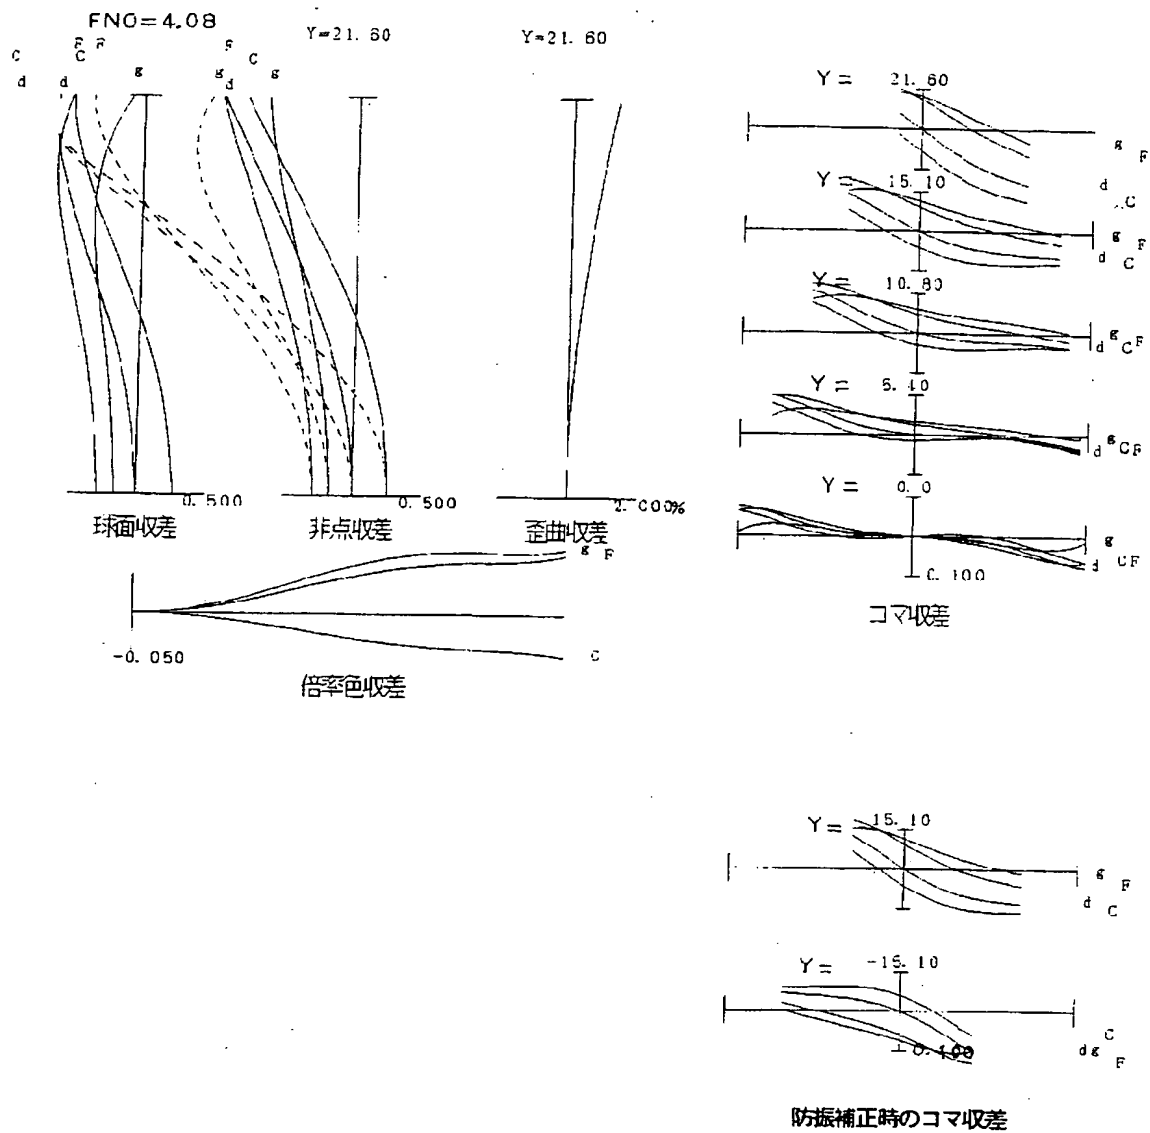 FNO=4.08
Y=21. 60
Y=21. 60
F F
C C
d d g
F
C
g g
d
0.500
0.500
2.000%
球面収差
非点収差
歪曲収差
g F
C
-0.050
倍率色収差
Y= 21.60
g F
d C
Y= 15.10
g F
d C
Y= 10.80
d g C F
Y= 5.40
d g C F
Y= 0.0
g
d C F
0.100
コマ収差
Y= 15.10
g F
d C
Y= -15.10
C
d g F
0.100
防振補正時のコマ収差